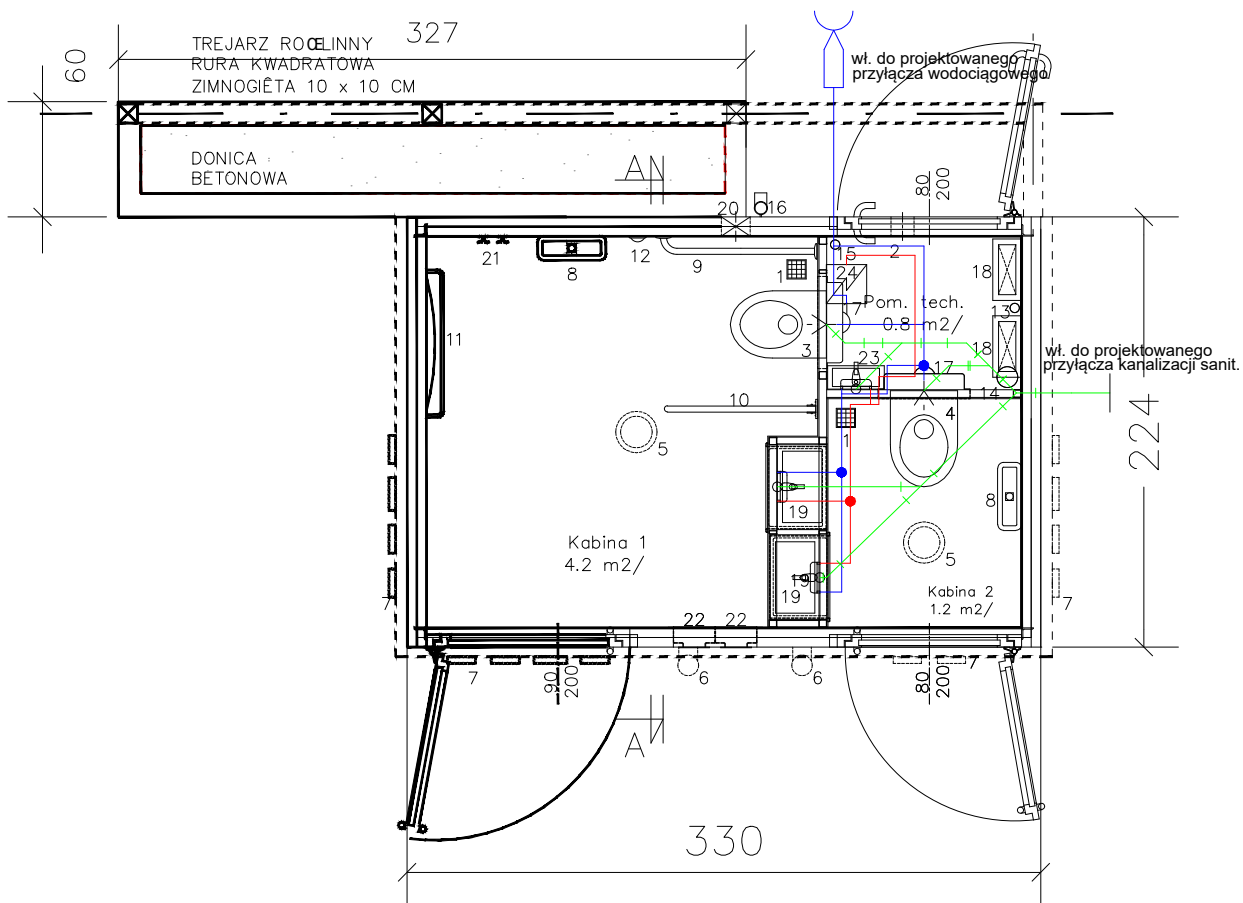 327
60
TREJARZ ROŒLINNY
RURA KWADRATOWA
ZIMNOGIÊTA 10 x 10 CM
wł. do projektowanego
przyłącza wodociągowego
DONICA
BETONOWA
A
80
200
20
16
21
8
12
9
1
15
2
24
18
7
Pom. tech.
0.8 m2/
13
11
3
23
17
18
wł. do projektowanego
przyłącza kanalizacji sanit.
14
10
4
1
5
224
8
19
Kabina 1
4.2 m2/
5
19
19
Kabina 2
1.2 m2/
7
7
22
22
7
90
200
6
6
80
200
7
A
330